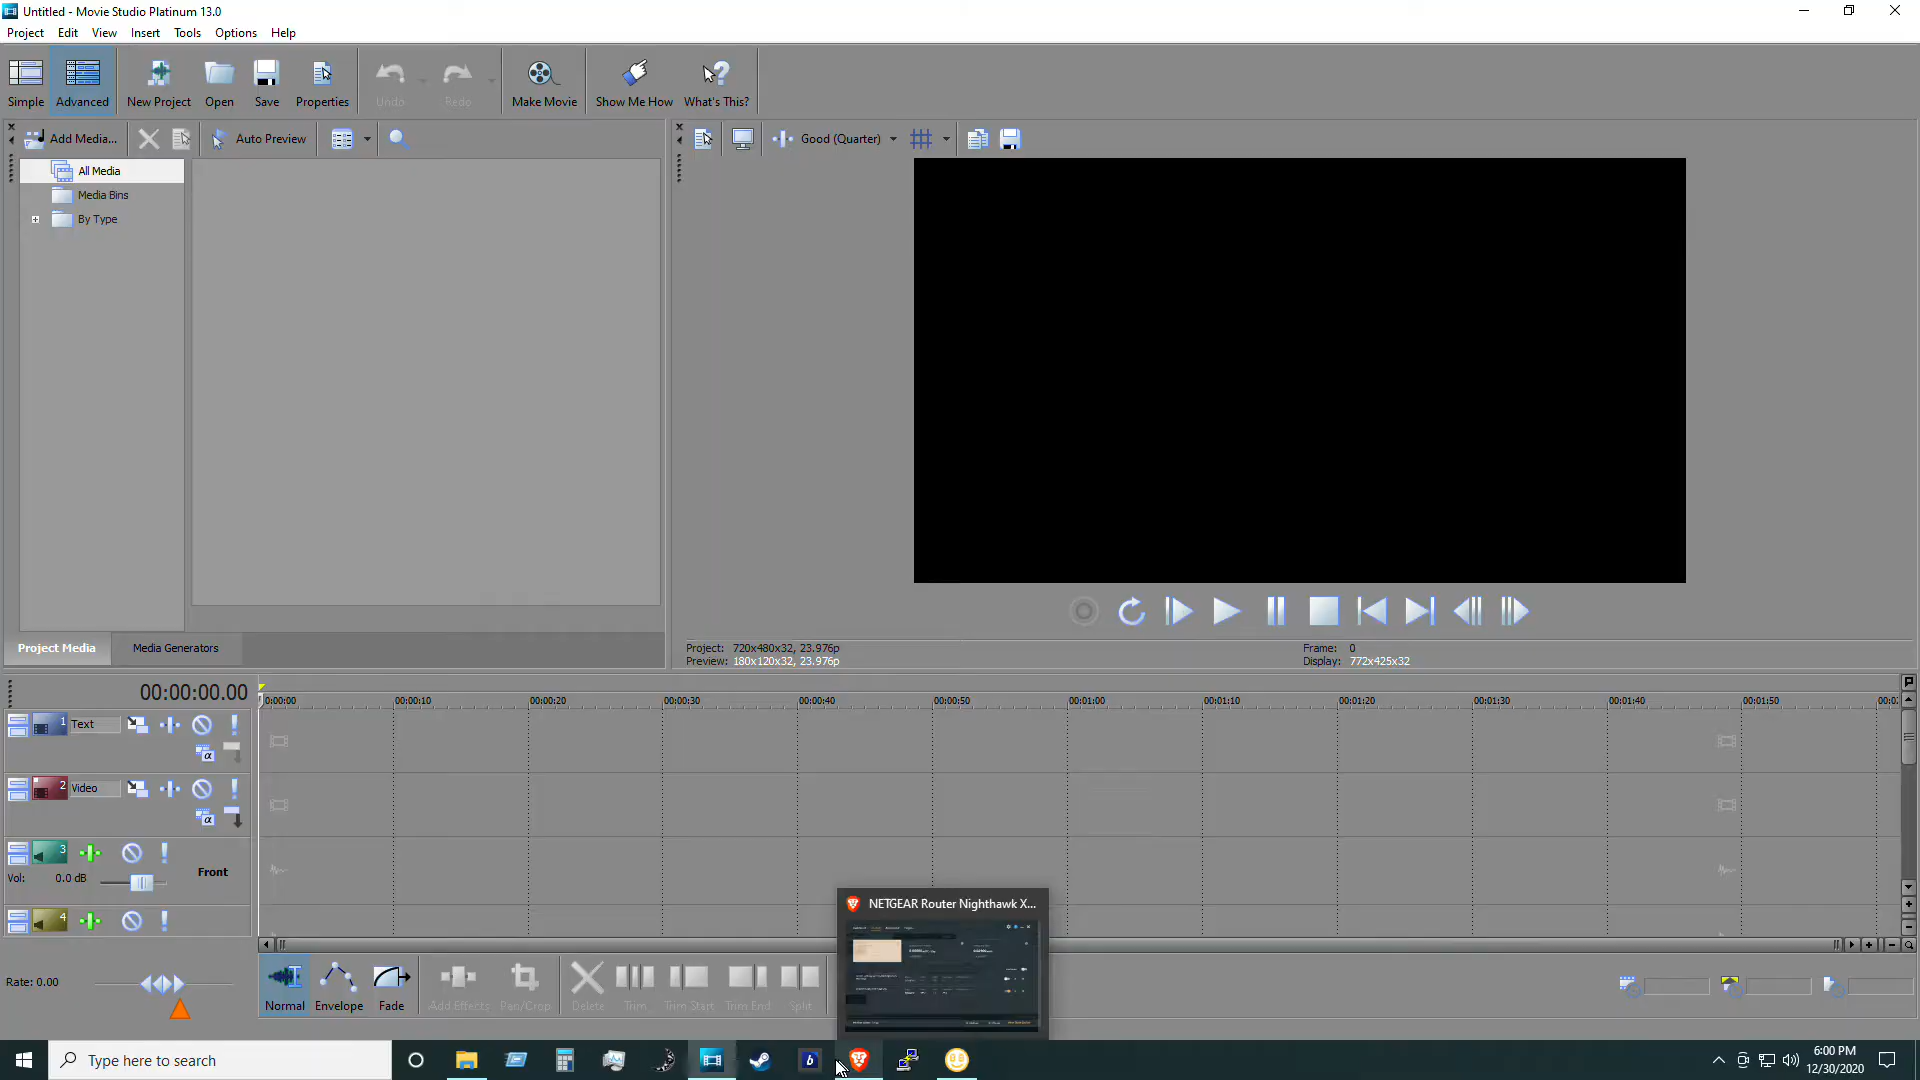 Untitled - Movie Studio Platinum 13.0
Project Edit View Insert Tools Options Help
Simple Advanced New Project Open Save Properties Undo Redo Make Movie Show Me How What's This?
Add Media... Auto Preview Good (Quarter)
All Media
Media Bins
By Type
Project Media Media Generators
Project: 720x480x32, 23.976p Frame: 0
Preview: 180x120x32, 23.976p Display: 772x425x32
00:00:00.00
0:00:00 00:00:10 00:00:20 00:00:30 00:00:40 00:00:50 00:01:00 00:01:10 00:01:20 00:01:30 00:01:40 00:01:50
1 Text
2 Video
3
Vol: 0.0 dB Front
4
NETGEAR Router Nighthawk X...
Rate: 0.00
Normal Envelope Fade Add Effects Pan/Crop Delete Trim Trim Start Trim End Split
Type here to search
6:00 PM
12/30/2020